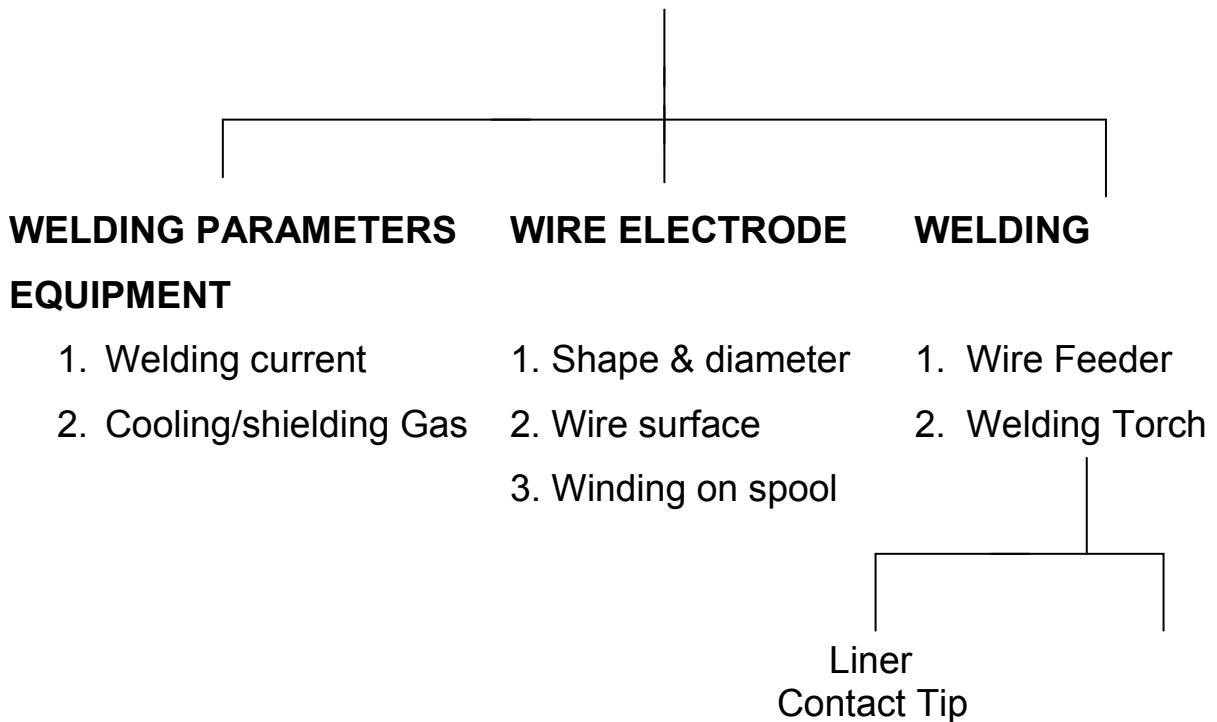 WELDING PARAMETERS WIRE ELECTRODE WELDING
EQUIPMENT
1. Welding current 1. Shape & diameter 1. Wire Feeder
2. Cooling/shielding Gas 2. Wire surface 2. Welding Torch
3. Winding on spool
Liner
Contact Tip